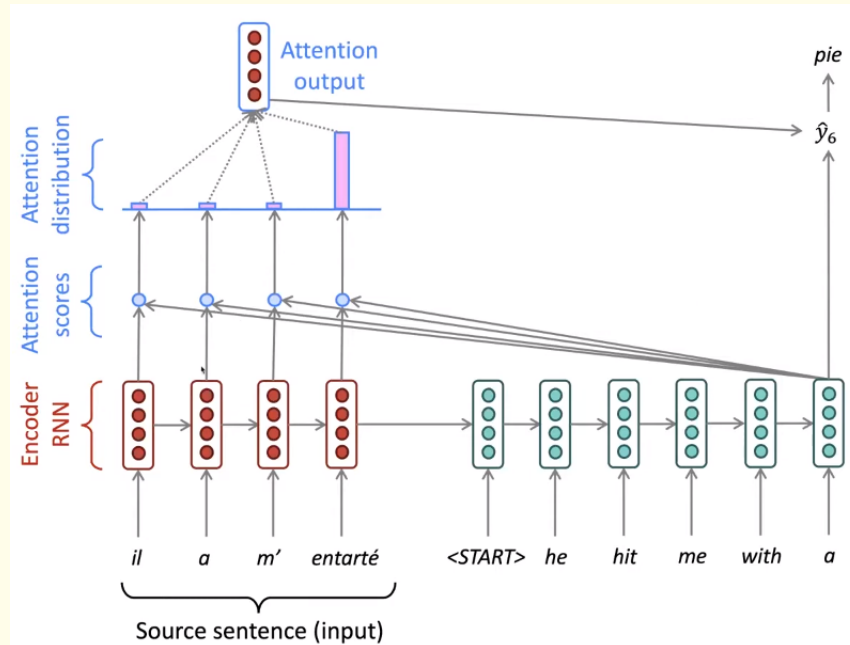 Attention
output
pie
ŷ₆
Attention
distribution
Attention
scores
Encoder
RNN
il a m’ entarté <START> he hit me with a
Source sentence (input)